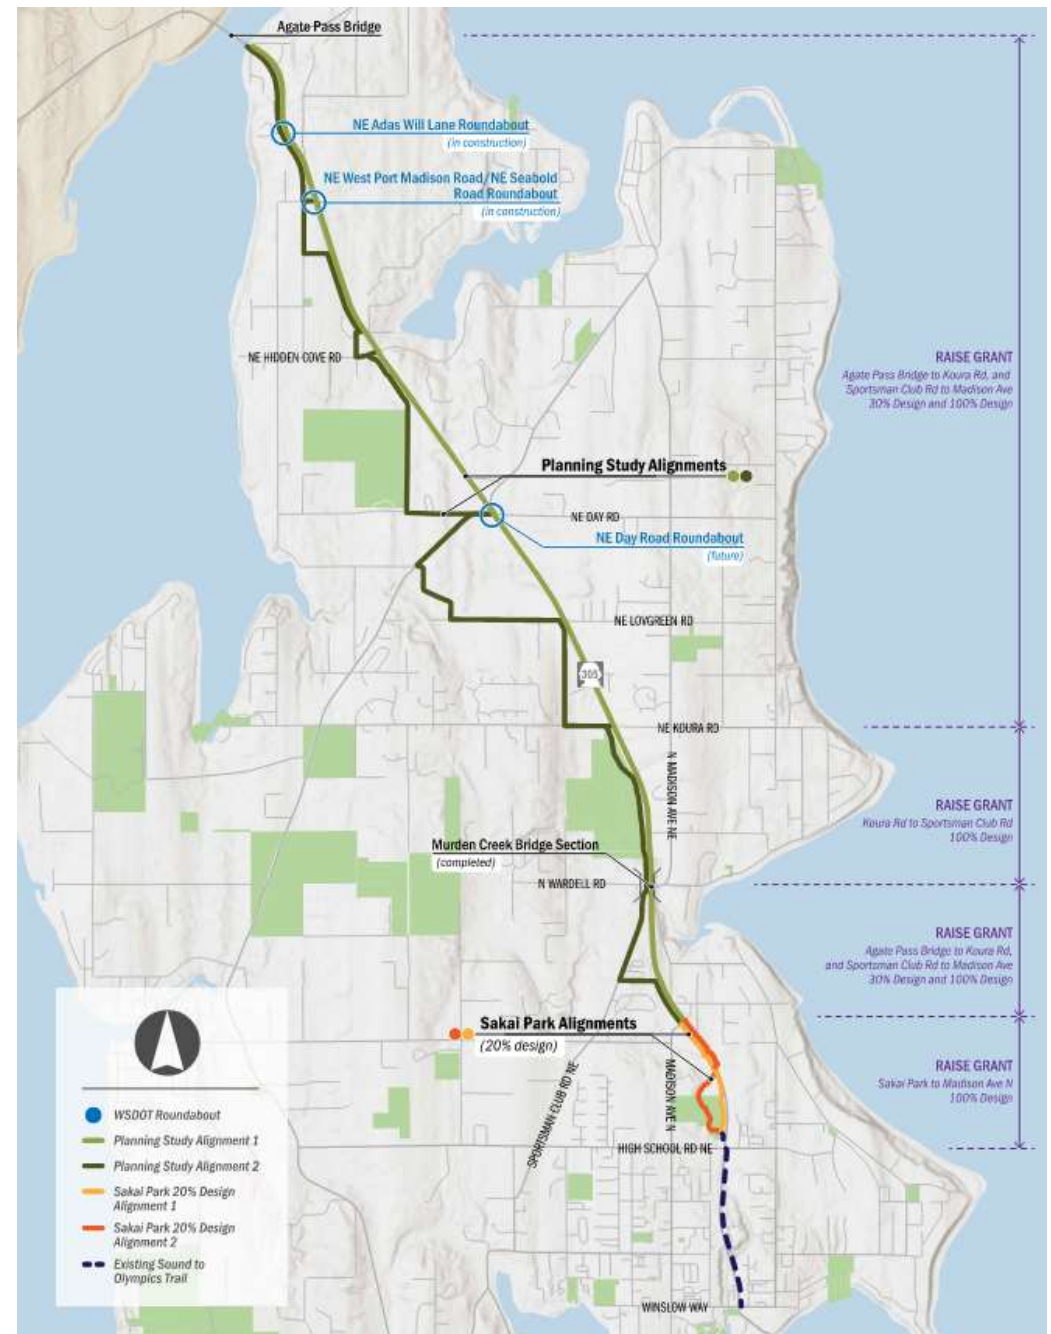 Agate Pass Bridge
NE Adas Will Lane Roundabout
(in construction)
NE West Port Madison Road/NE Seabold
Road Roundabout
(in construction)
NE HIDDEN COVE RD
RAISE GRANT
Agate Pass Bridge to Koura Rd, and
Sportsman Club Rd to Madison Ave
30% Design and 100% Design
Planning Study Alignments
NE DAY RD
NE Day Road Roundabout
(future)
NE LOVGREEN RD
305
NE KOURA RD
N MADISON AVE NE
RAISE GRANT
Koura Rd to Sportsman Club Rd
100% Design
Murden Creek Bridge Section
(completed)
N WARDELL RD
RAISE GRANT
Agate Pass Bridge to Koura Rd,
and Sportsman Club Rd to Madison Ave
30% Design and 100% Design
Sakai Park Alignments
(20% design)
SPORTSMAN CLUB RD NE
MADISON AVE N
RAISE GRANT
Sakai Park to Madison Ave N
100% Design
HIGH SCHOOL RD NE
WINSLOW WAY
WSDOT Roundabout
Planning Study Alignment 1
Planning Study Alignment 2
Sakai Park 20% Design
Alignment 1
Sakai Park 20% Design
Alignment 2
Existing Sound to
Olympics Trail